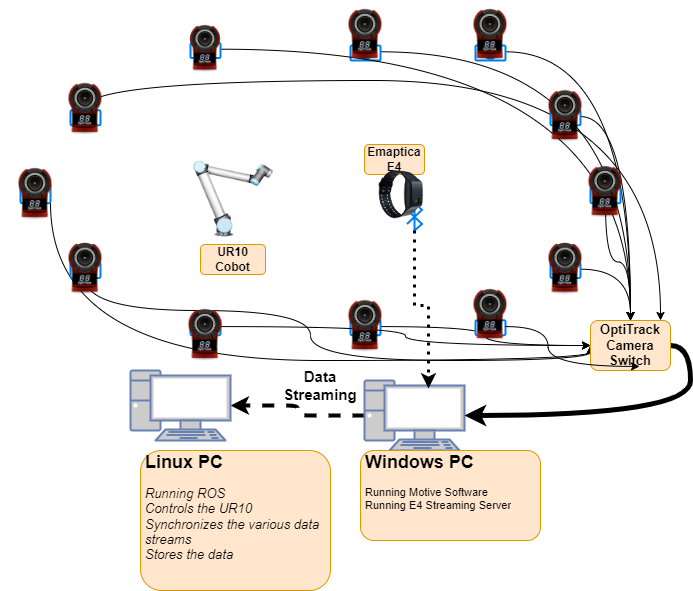 Emaptica
E4
UR10
Cobot
OptiTrack
Camera
Switch
Data
Streaming
Linux PC
Running ROS
Controls the UR10
Synchronizes the various data
streams
Stores the data
Windows PC
Running Motive Software
Running E4 Streaming Server